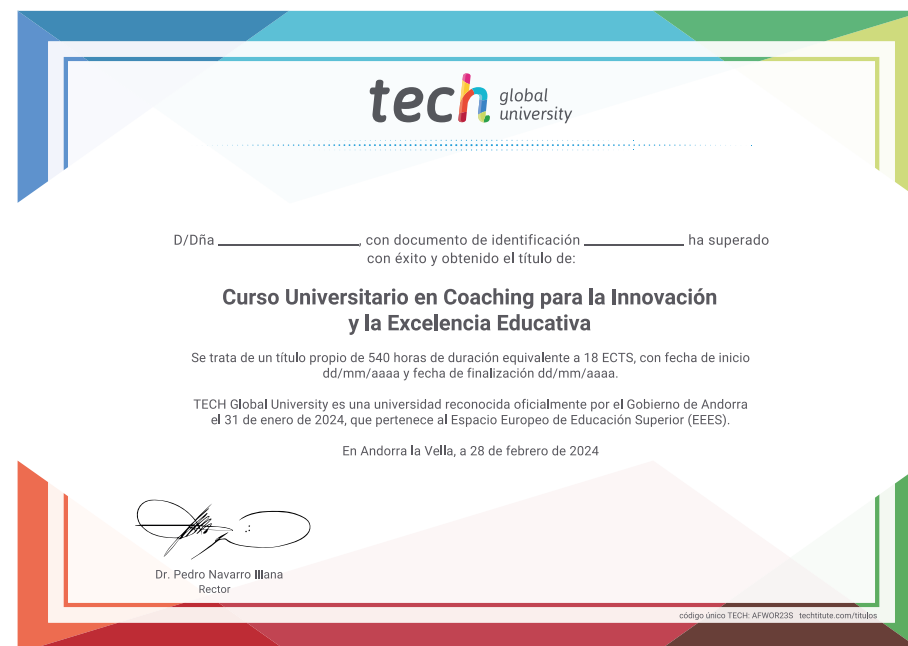 tech global university
D/Dña ____________________, con documento de identificación ______________ ha superado
con éxito y obtenido el título de:
Curso Universitario en Coaching para la Innovación
y la Excelencia Educativa
Se trata de un título propio de 540 horas de duración equivalente a 18 ECTS, con fecha de inicio
dd/mm/aaaa y fecha de finalización dd/mm/aaaa.
TECH Global University es una universidad reconocida oficialmente por el Gobierno de Andorra
el 31 de enero de 2024, que pertenece al Espacio Europeo de Educación Superior (EEES).
En Andorra la Vella, a 28 de febrero de 2024
Dr. Pedro Navarro Illana
Rector
código único TECH: AFWOR23S techtitute.com/titulos